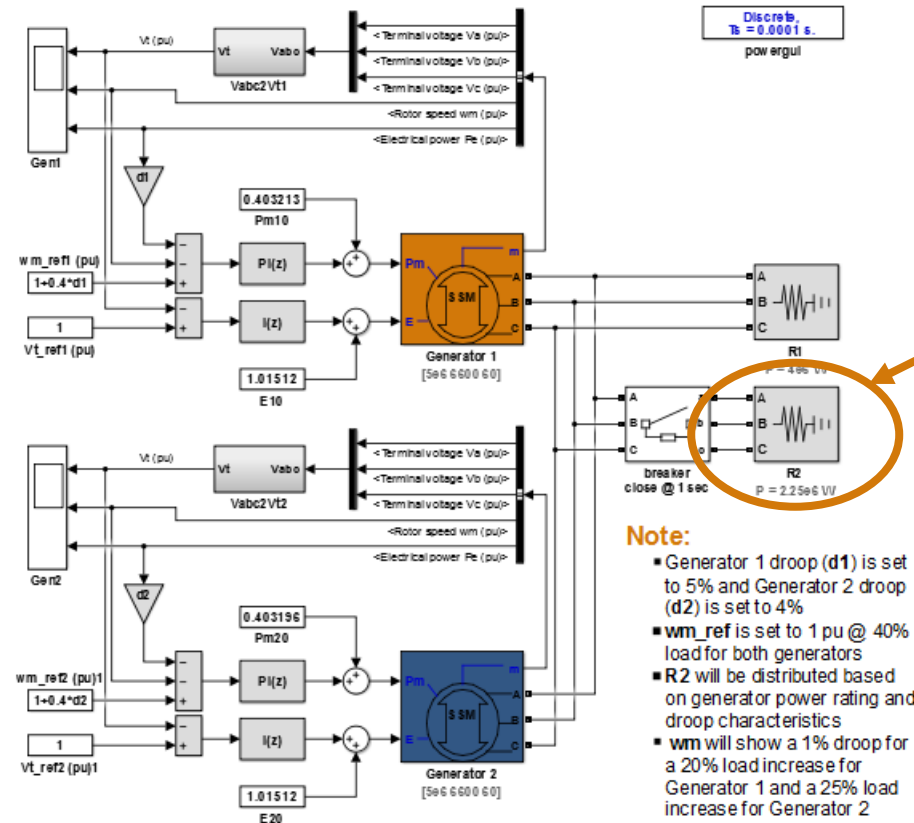 Discrete,
Ts = 0.0001 s.
powergui
Vt (pu)
Vt
Vabc
Vabc2Vt1
<Terminal voltage Va (pu)>
<Terminal voltage Vb (pu)>
<Terminal voltage Vc (pu)>
<Rotor speed wm (pu)>
<Electrical power Pe (pu)>
Gen1
d1
0.403213
Pm10
wm_ref1 (pu)
1+0.4*d1
PI(z)
1
Vt_ref1 (pu)
I(z)
1.01512
E10
Pm
E
SSM
m
A
B
C
Generator 1
[5e6 660 0 60]
A
B
C
R1
P = 4e6 W
A
B
C
a
b
c
breaker
close @ 1 sec
A
B
C
R2
P = 2.25e6 W
Vt (pu)
Vt
Vabc
Vabc2Vt2
<Terminal voltage Va (pu)>
<Terminal voltage Vb (pu)>
<Terminal voltage Vc (pu)>
<Rotor speed wm (pu)>
<Electrical power Pe (pu)>
Gen2
d2
0.403196
Pm20
wm_ref2 (pu)1
1+0.4*d2
PI(z)
1
Vt_ref2 (pu)1
I(z)
1.01512
E20
Pm
E
SSM
m
A
B
C
Generator 2
[5e6 660 0 60]
Note:
▪ Generator 1 droop (d1) is set
to 5% and Generator 2 droop
(d2) is set to 4%
▪ wm_ref is set to 1 pu @ 40%
load for both generators
▪ R2 will be distributed based
on generator power rating and
droop characteristics
▪ wm will show a 1% droop for
a 20% load increase for
Generator 1 and a 25% load
increase for Generator 2